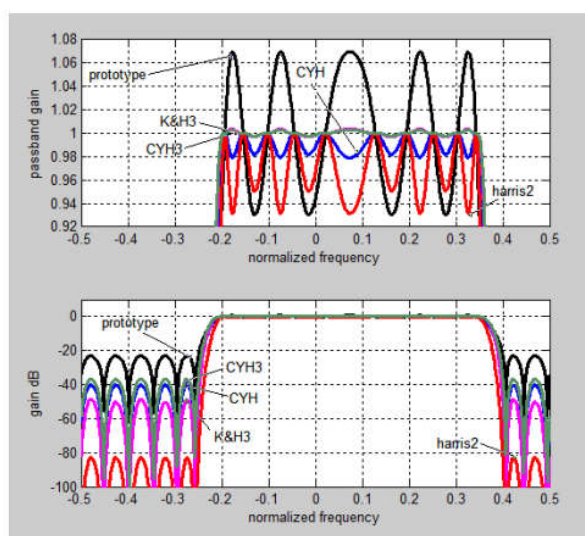 1.08
1.06
1.04
1.02
1
0.98
0.96
0.94
0.92
passband gain
prototype
CYH
K&H3
CYH3
harris2
-0.5 -0.4 -0.3 -0.2 -0.1 0 0.1 0.2 0.3 0.4 0.5
normalized frequency
0
-20
-40
-60
-80
-100
gain dB
prototype
CYH3
CYH
K&H3
harris2
-0.5 -0.4 -0.3 -0.2 -0.1 0 0.1 0.2 0.3 0.4 0.5
normalized frequency